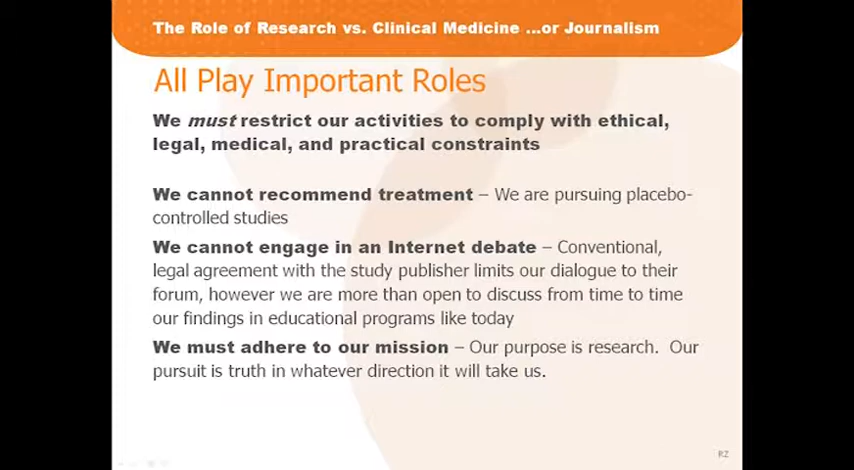 The Role of Research vs. Clinical Medicine ...or Journalism
All Play Important Roles
We must restrict our activities to comply with ethical,
legal, medical, and practical constraints
We cannot recommend treatment – We are pursuing placebo-
controlled studies
We cannot engage in an Internet debate – Conventional,
legal agreement with the study publisher limits our dialogue to their
forum, however we are more than open to discuss from time to time
our findings in educational programs like today
We must adhere to our mission – Our purpose is research.  Our
pursuit is truth in whatever direction it will take us.
R2